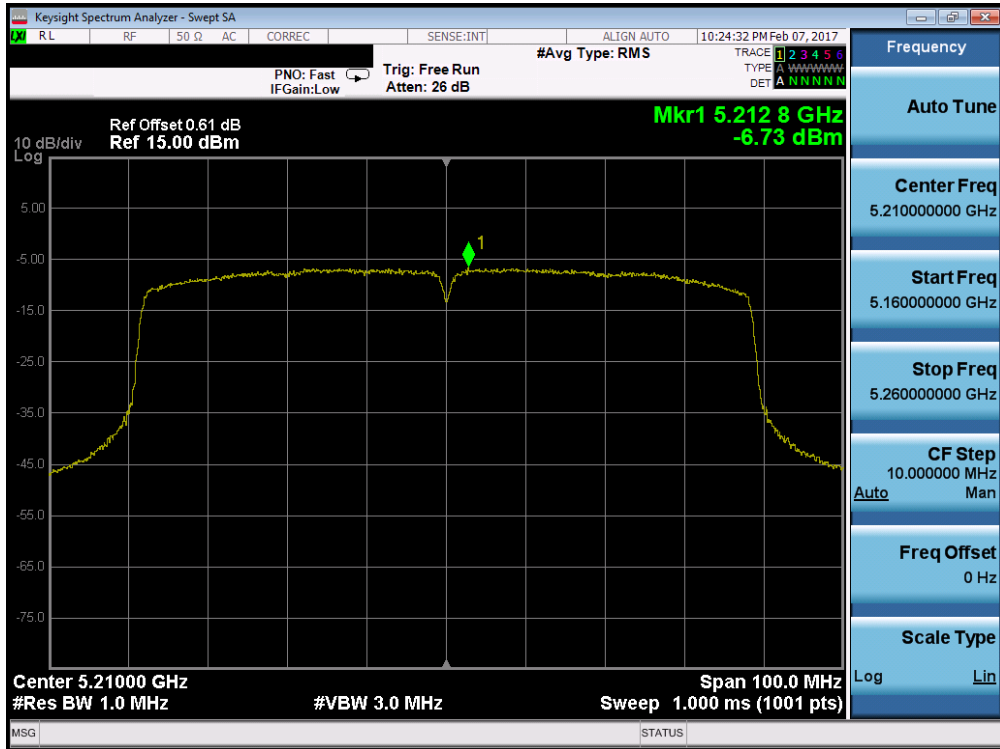 Keysight Spectrum Analyzer - Swept SA
LXI RL RF 50 Ω AC CORREC SENSE:INT ALIGN AUTO 10:24:32 PM Feb 07, 2017
Frequency
#Avg Type: RMS TRACE 1 2 3 4 5 6
PNO: Fast Trig: Free Run TYPE A WWWWW
IFGain:Low Atten: 26 dB DET A N N N N N
Auto Tune
Mkr1 5.212 8 GHz
Ref Offset 0.61 dB -6.73 dBm
10 dB/div Ref 15.00 dBm
Log
Center Freq
5.210000000 GHz
5.00
1
-5.00
Start Freq
5.160000000 GHz
-15.0
-25.0
Stop Freq
5.260000000 GHz
-35.0
-45.0
CF Step
10.000000 MHz
Auto Man
-55.0
Freq Offset
0 Hz
-65.0
-75.0
Scale Type
Log Lin
Center 5.21000 GHz Span 100.0 MHz
#Res BW 1.0 MHz #VBW 3.0 MHz Sweep 1.000 ms (1001 pts)
MSG STATUS